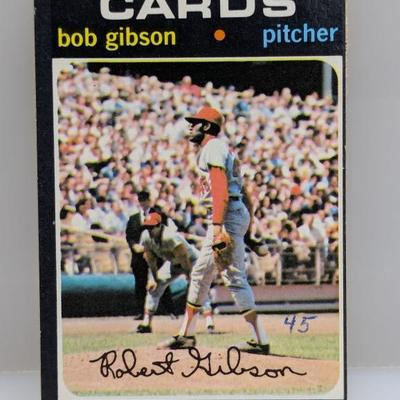 CARDS
bob gibson • pitcher
45
Robert Gibson